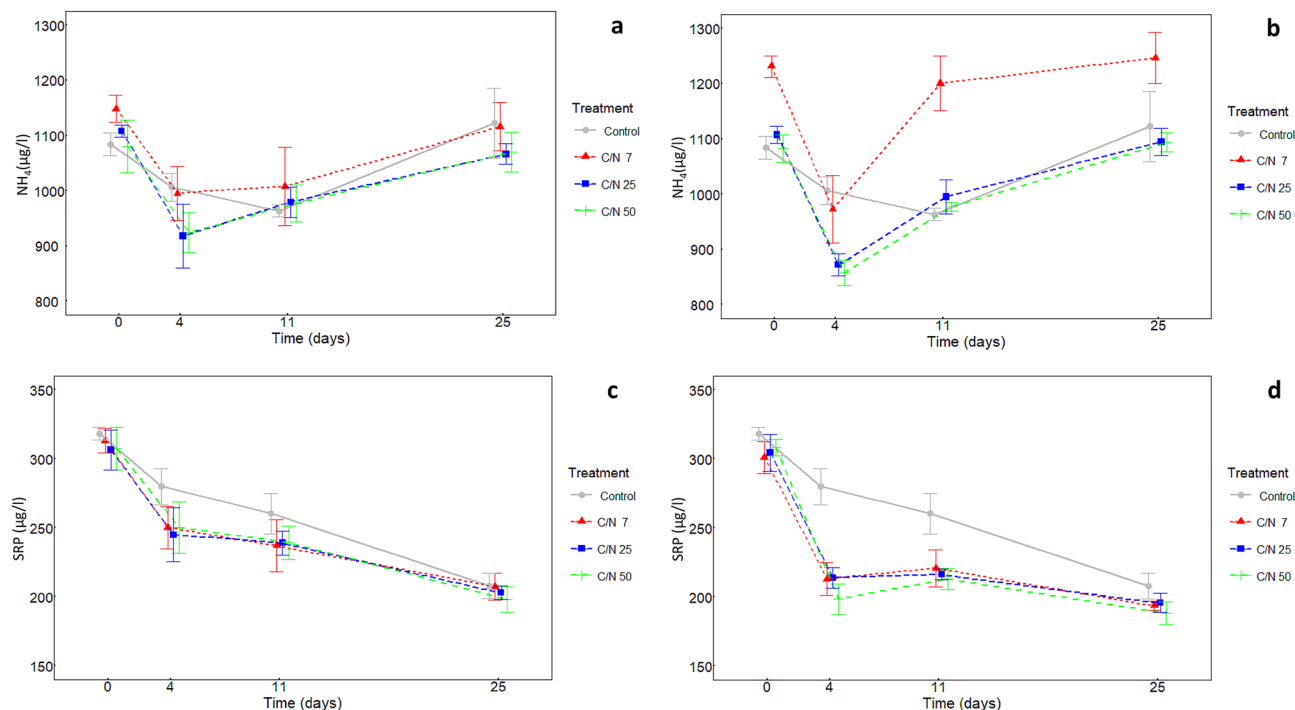 a
1300
1200
1100
1000
900
800
NH₄(µg/l)
0
4
11
25
Time (days)
Treatment
Control
C/N 7
C/N 25
C/N 50
b
1300
1200
1100
1000
900
800
NH₄(µg/l)
0
4
11
25
Time (days)
Treatment
Control
C/N 7
C/N 25
C/N 50
c
350
300
250
200
150
SRP (µg/l)
0
4
11
25
Time (days)
Treatment
Control
C/N 7
C/N 25
C/N 50
d
350
300
250
200
150
SRP (µg/l)
0
4
11
25
Time (days)
Treatment
Control
C/N 7
C/N 25
C/N 50